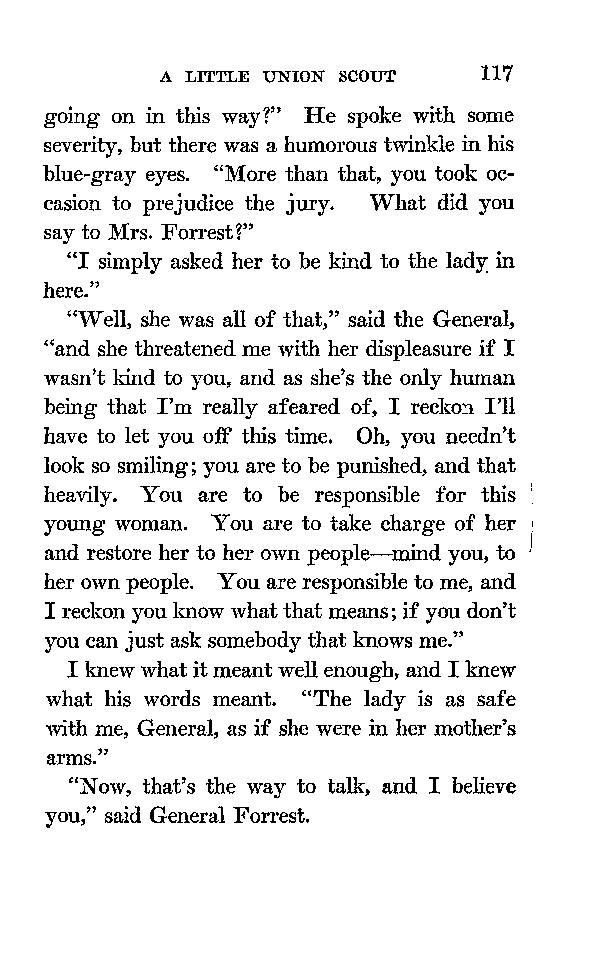 A LITTLE UNION SCOUT 117
going on in this way?” He spoke with some
severity, but there was a humorous twinkle in his
blue-gray eyes. “More than that, you took oc-
casion to prejudice the jury. What did you
say to Mrs. Forrest?”
“I simply asked her to be kind to the lady in
here.”
“Well, she was all of that,” said the General,
“and she threatened me with her displeasure if I
wasn’t kind to you, and as she’s the only human
being that I’m really afeared of, I reckon I’ll
have to let you off this time. Oh, you needn’t
look so smiling; you are to be punished, and that
heavily. You are to be responsible for this
young woman. You are to take charge of her
and restore her to her own people—mind you, to
her own people. You are responsible to me, and
I reckon you know what that means; if you don’t
you can just ask somebody that knows me.”
I knew what it meant well enough, and I knew
what his words meant. “The lady is as safe
with me, General, as if she were in her mother’s
arms.”
“Now, that’s the way to talk, and I believe
you,” said General Forrest.